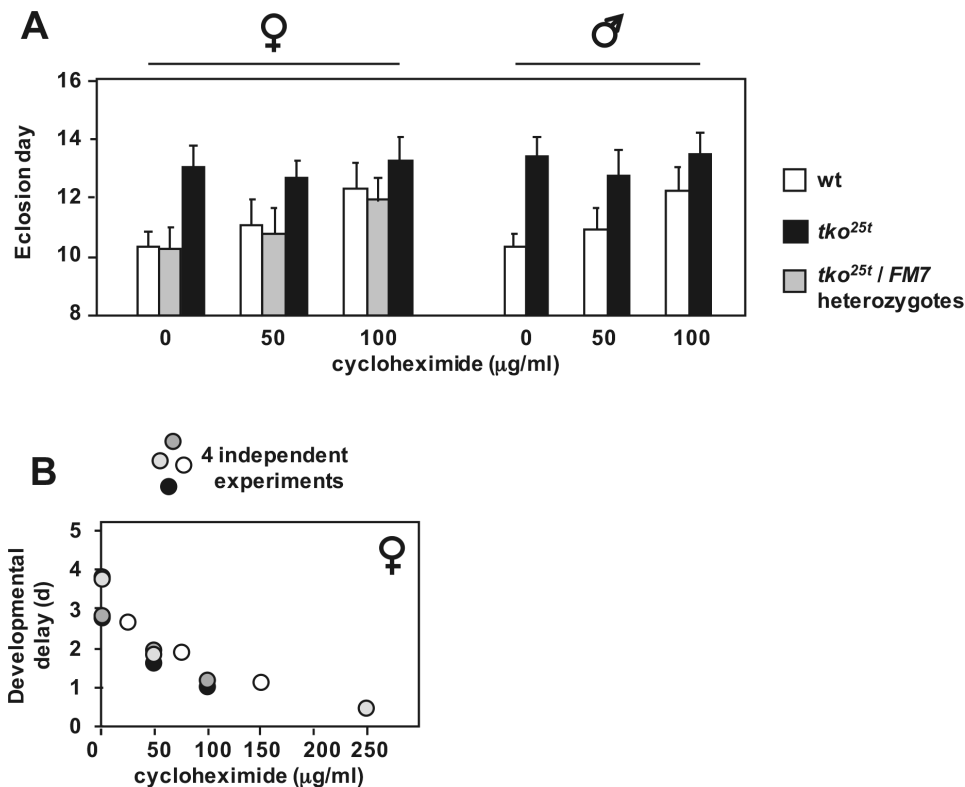 A
♀ ♂
16
14
12
10
8
Eclosion day
0 50 100 0 50 100
cycloheximide (μg/ml)
wt
tko25t
tko25t / FM7
heterozygotes
B
4 independent
experiments
♀
5
4
3
2
1
0
Developmental
delay (d)
0 50 100 150 200 250
cycloheximide (μg/ml)